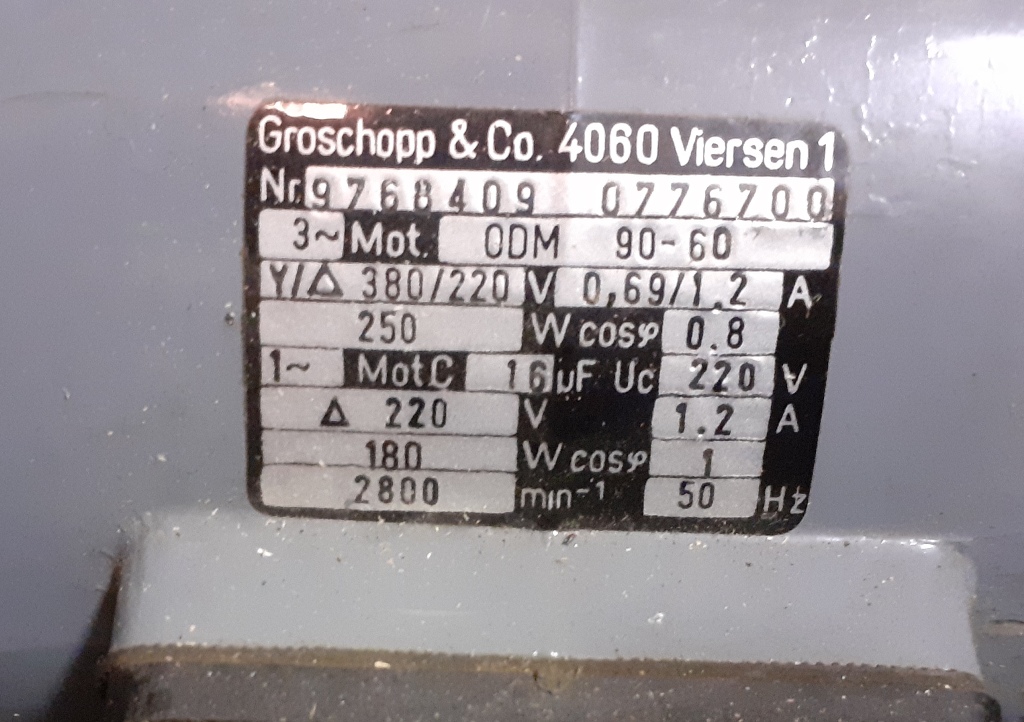 Groschopp & Co. 4060 Viersen 1
Nr. 9768409 0776700
3~ Mot. ODM 90-60
Y/Δ 380/220 V 0,69/1.2 A
250 W cosφ 0.8
1~ Mot C 16 µF Uc 220 V
Δ 220 V 1.2 A
180 W cosφ 1
2800 min⁻¹ 50 Hz